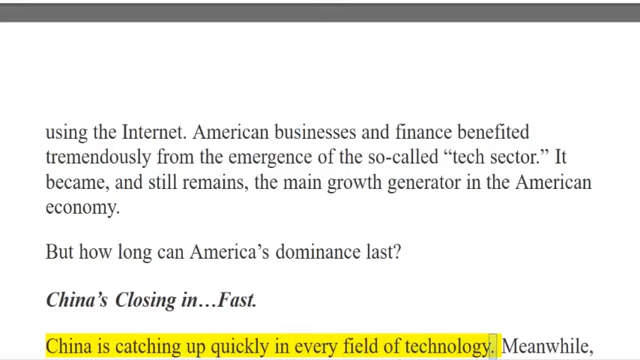 using the Internet. American businesses and finance benefited
tremendously from the emergence of the so-called “tech sector.” It
became, and still remains, the main growth generator in the American
economy.
But how long can America’s dominance last?
China’s Closing in…Fast.
China is catching up quickly in every field of technology. Meanwhile,